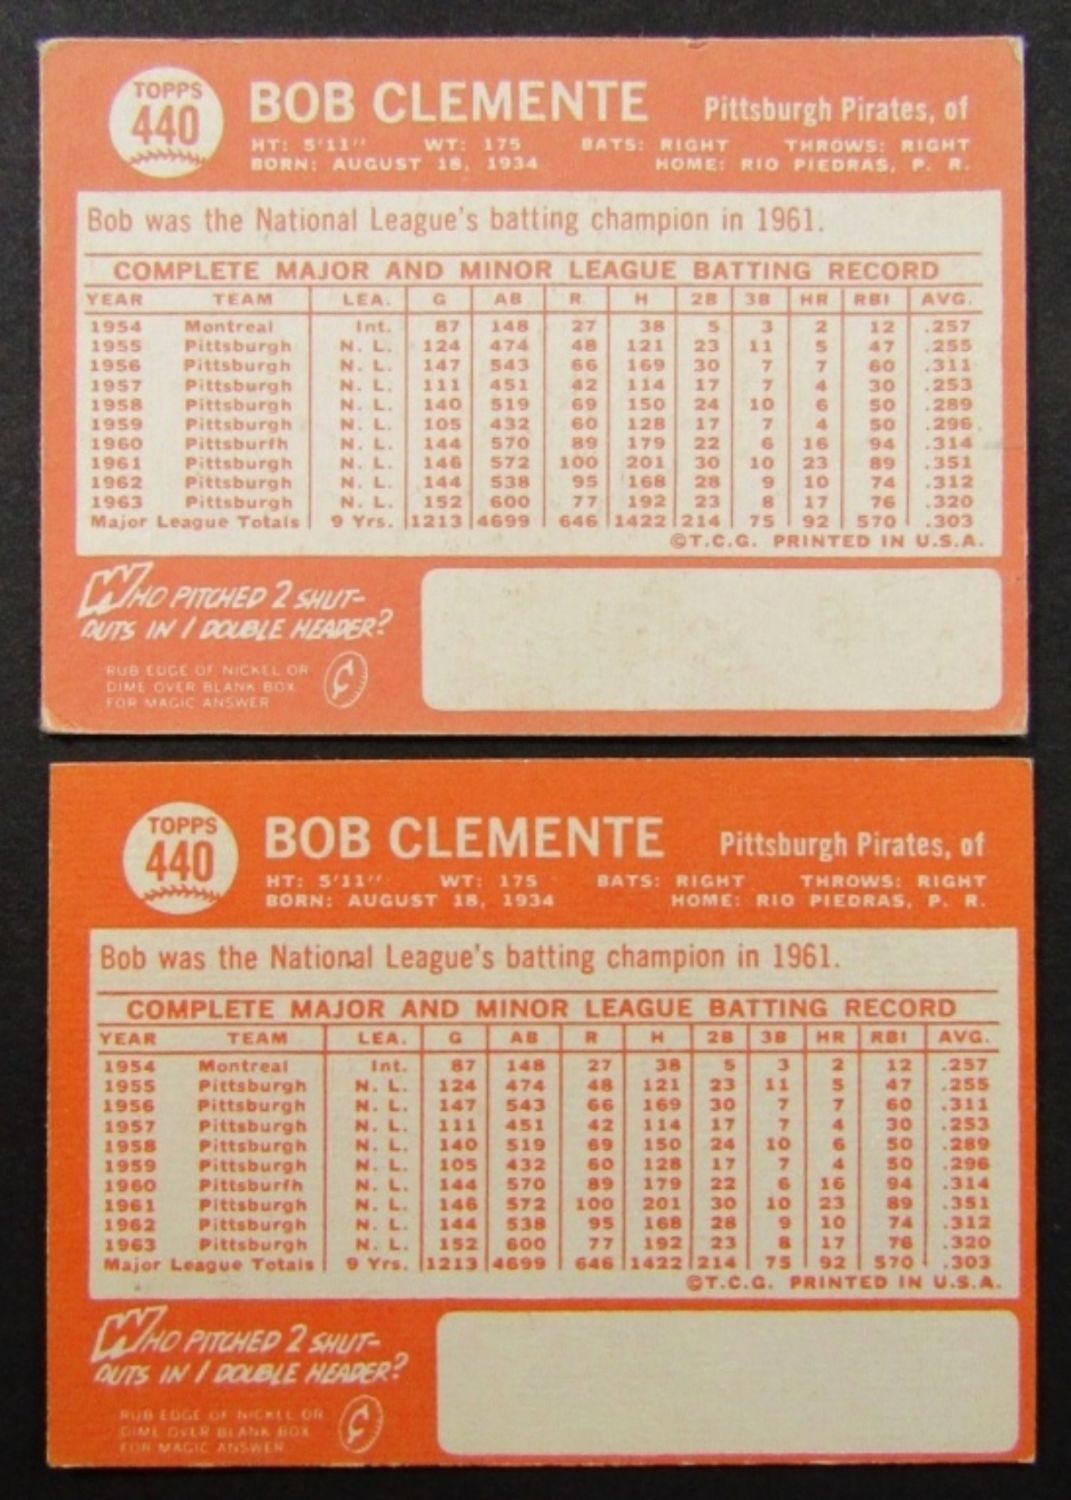 TOPPS
440
BOB CLEMENTE Pittsburgh Pirates, of
HT: 5'11" WT: 175 BATS: RIGHT THROWS: RIGHT
BORN: AUGUST 18, 1934 HOME: RIO PIEDRAS, P. R.
Bob was the National League's batting champion in 1961.
COMPLETE MAJOR AND MINOR LEAGUE BATTING RECORD
YEAR TEAM LEA. G AB R H 2B 3B HR RBI AVG.
1954 Montreal Int. 87 148 27 38 5 3 2 12 .257
1955 Pittsburgh N. L. 124 474 48 121 23 11 5 47 .255
1956 Pittsburgh N. L. 147 543 66 169 30 7 7 60 .311
1957 Pittsburgh N. L. 111 451 42 114 17 7 4 30 .253
1958 Pittsburgh N. L. 140 519 69 150 24 10 6 50 .289
1959 Pittsburgh N. L. 105 432 60 128 17 7 4 50 .296
1960 Pittsburfh N. L. 144 570 89 179 22 6 16 94 .314
1961 Pittsburgh N. L. 146 572 100 201 30 10 23 89 .351
1962 Pittsburgh N. L. 144 538 95 168 28 9 10 74 .312
1963 Pittsburgh N. L. 152 600 77 192 23 8 17 76 .320
Major League Totals 9 Yrs. 1213 4699 646 1422 214 75 92 570 .303
©T.C.G. PRINTED IN U.S.A.
WHO PITCHED 2 SHUT-
OUTS IN 1 DOUBLE HEADER?
RUB EDGE OF NICKEL OR
DIME OVER BLANK BOX
FOR MAGIC ANSWER
¢
TOPPS
440
BOB CLEMENTE Pittsburgh Pirates, of
HT: 5'11" WT: 175 BATS: RIGHT THROWS: RIGHT
BORN: AUGUST 18, 1934 HOME: RIO PIEDRAS, P. R.
Bob was the National League's batting champion in 1961.
COMPLETE MAJOR AND MINOR LEAGUE BATTING RECORD
YEAR TEAM LEA. G AB R H 2B 3B HR RBI AVG.
1954 Montreal Int. 87 148 27 38 5 3 2 12 .257
1955 Pittsburgh N. L. 124 474 48 121 23 11 5 47 .255
1956 Pittsburgh N. L. 147 543 66 169 30 7 7 60 .311
1957 Pittsburgh N. L. 111 451 42 114 17 7 4 30 .253
1958 Pittsburgh N. L. 140 519 69 150 24 10 6 50 .289
1959 Pittsburgh N. L. 105 432 60 128 17 7 4 50 .296
1960 Pittsburfh N. L. 144 570 89 179 22 6 16 94 .314
1961 Pittsburgh N. L. 146 572 100 201 30 10 23 89 .351
1962 Pittsburgh N. L. 144 538 95 168 28 9 10 74 .312
1963 Pittsburgh N. L. 152 600 77 192 23 8 17 76 .320
Major League Totals 9 Yrs. 1213 4699 646 1422 214 75 92 570 .303
©T.C.G. PRINTED IN U.S.A.
WHO PITCHED 2 SHUT-
OUTS IN 1 DOUBLE HEADER?
RUB EDGE OF NICKEL OR
DIME OVER BLANK BOX
FOR MAGIC ANSWER
¢